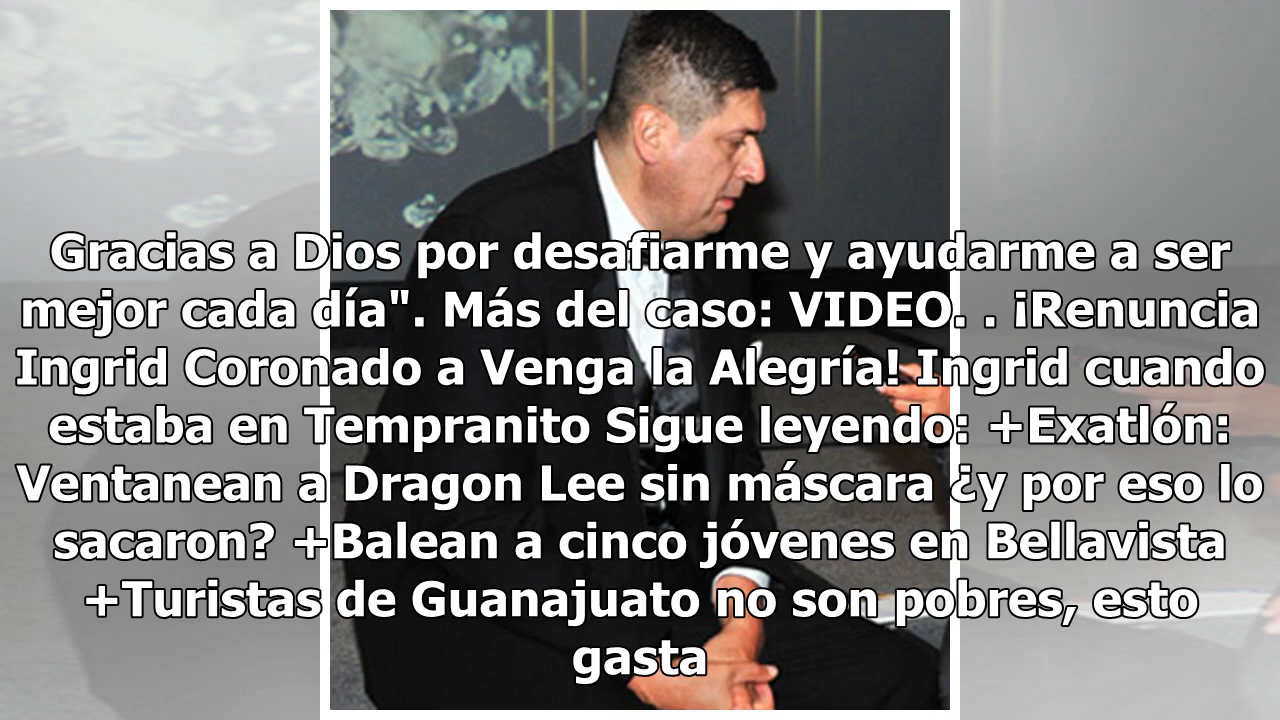 Gracias a Dios por desafiarme y ayudarme a ser
mejor cada día". Más del caso: VIDEO. . ¡Renuncia
Ingrid Coronado a Venga la Alegría! Ingrid cuando
estaba en Tempranito Sigue leyendo: +Exatlón:
Ventanean a Dragon Lee sin máscara ¿y por eso lo
sacaron? +Balean a cinco jóvenes en Bellavista
+Turistas de Guanajuato no son pobres, esto
gasta